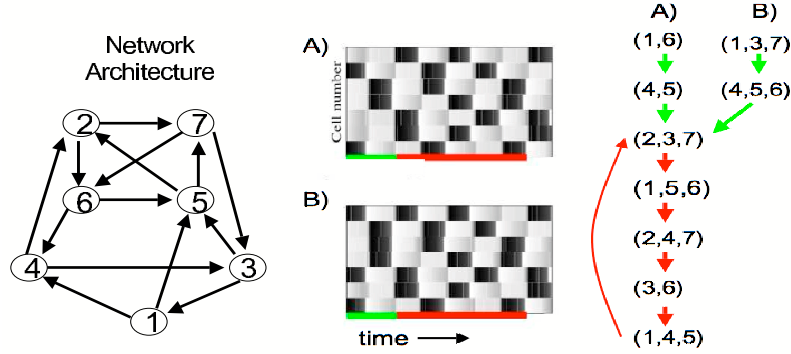 Network
Architecture
2
7
6
5
4
3
1
A)
Cell number
B)
time
A)
B)
(1,6)
(1,3,7)
(4,5)
(4,5,6)
(2,3,7)
(1,5,6)
(2,4,7)
(3,6)
(1,4,5)